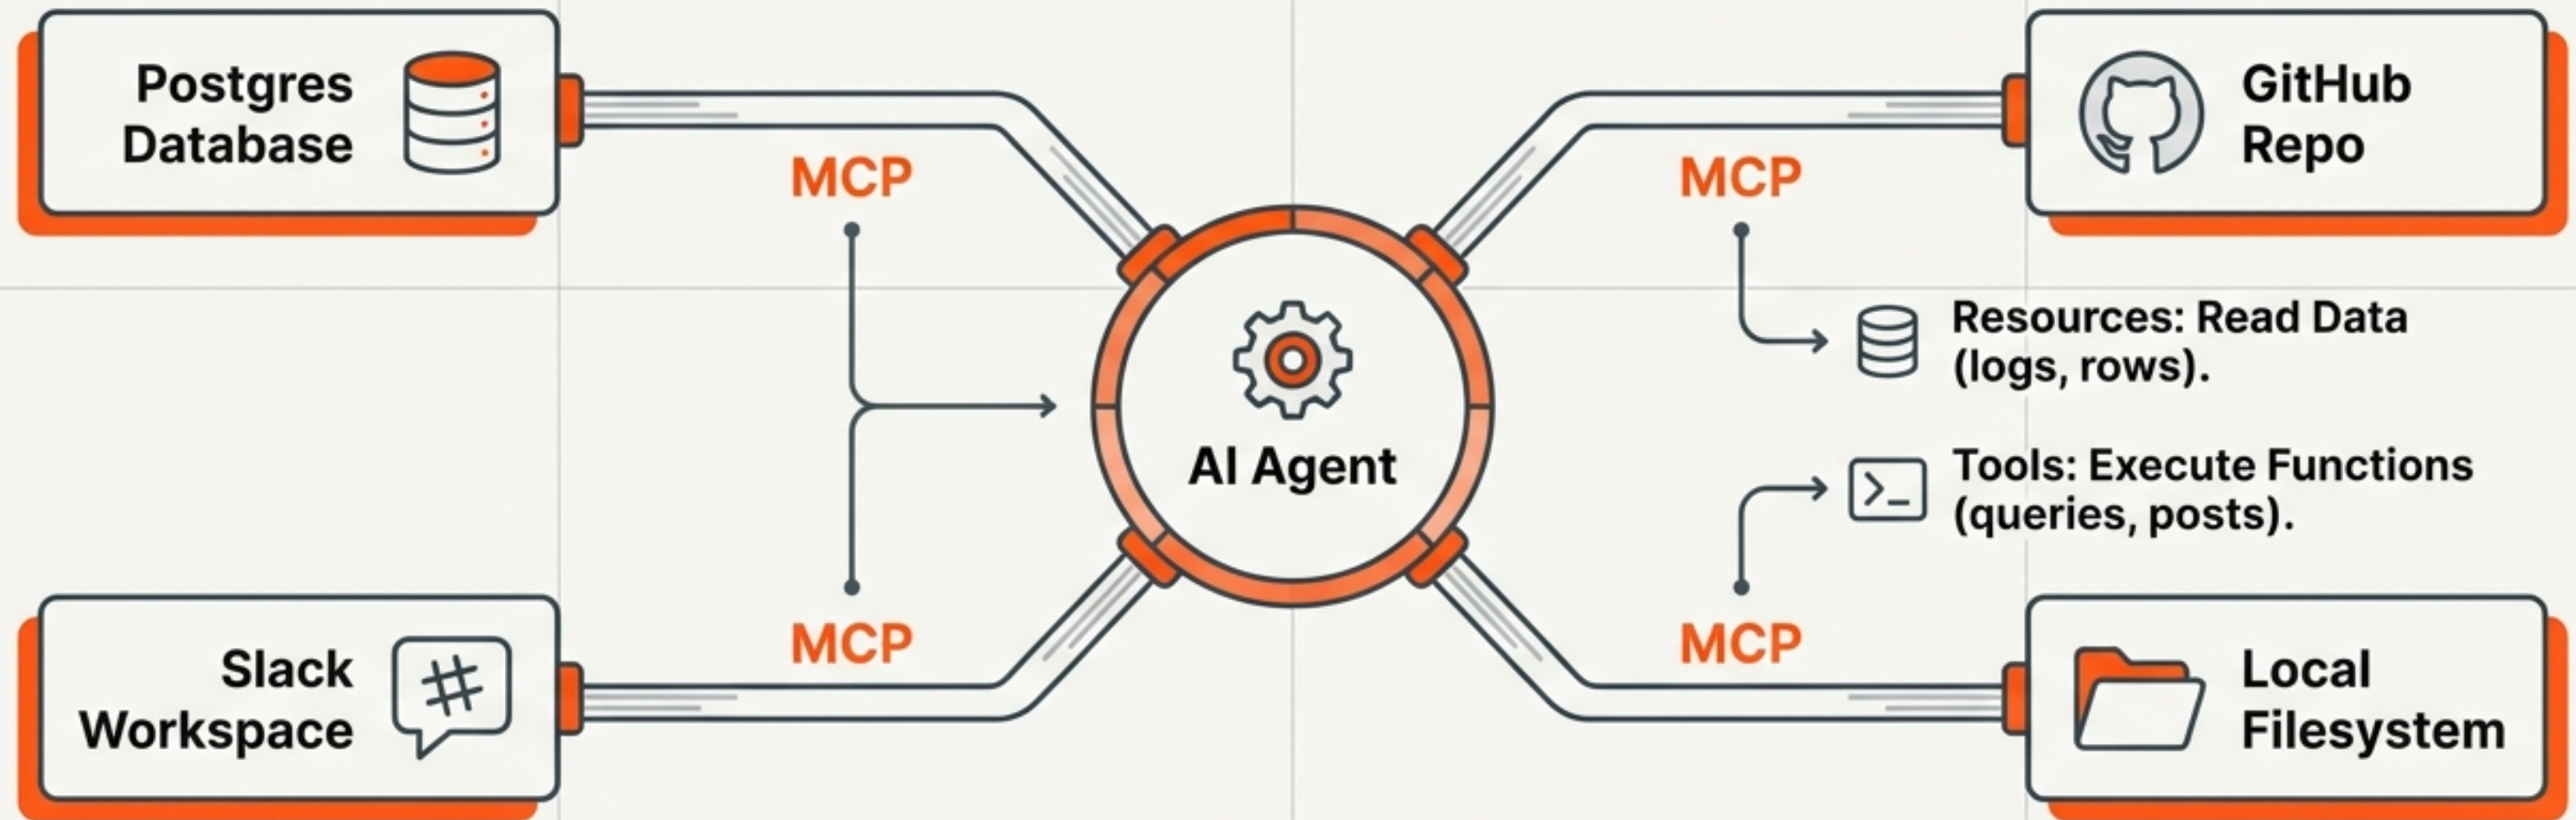 Postgres
Database
MCP
MCP
GitHub
Repo
AI Agent
Resources: Read Data
(logs, rows).
Tools: Execute Functions
(queries, posts).
Slack
Workspace
MCP
MCP
Local
Filesystem